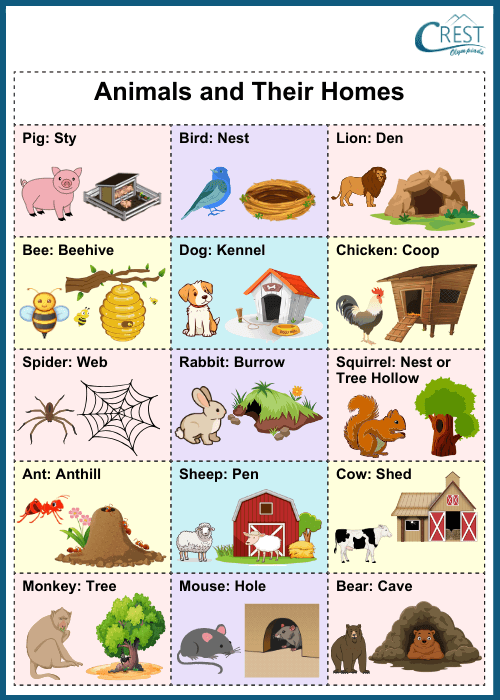 CREST
Olympiads
Animals and Their Homes
Pig: Sty
Bird: Nest
Lion: Den
Bee: Beehive
Dog: Kennel
Chicken: Coop
Spider: Web
Rabbit: Burrow
Squirrel: Nest or
Tree Hollow
Ant: Anthill
Sheep: Pen
Cow: Shed
Monkey: Tree
Mouse: Hole
Bear: Cave